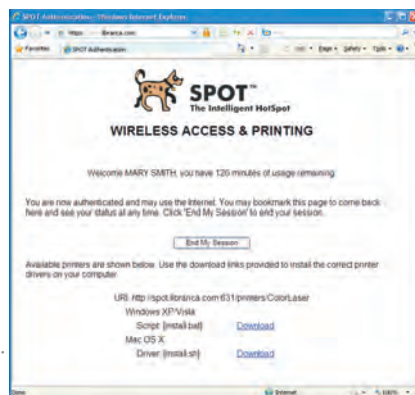 SPOT Authentication - Windows Internet Explorer
Favorites SPOT Authentication Page Safety Tools
SPOT™
The Intelligent HotSpot
WIRELESS ACCESS & PRINTING
Welcome MARY SMITH, you have 120 minutes of usage remaining
You are now authenticated and may use the Internet. You may bookmark this page to come back
here and see your status at any time. Click 'End My Session' to end your session.
End My Session
Available printers are shown below. Use the download links provided to install the correct printer
drivers on your computer.
URI: http://spot.libranca.com:631/printers/ColorLaser
Windows XP/Vista
Script: [install.bat] Download
Mac OS X
Driver: [install.sh] Download
Done Internet 100%